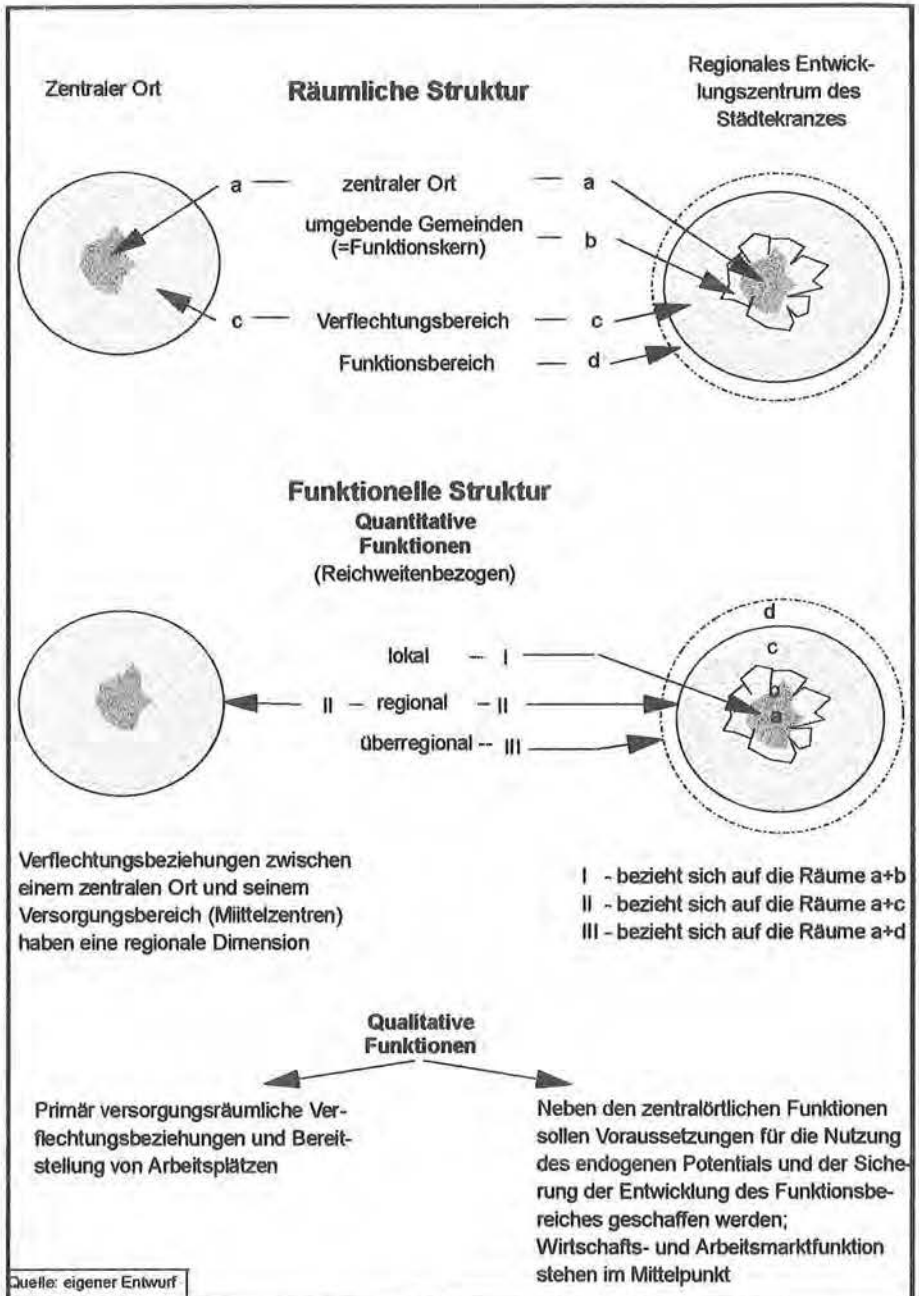 Zentraler Ort
Räumliche Struktur
Regionales Entwick-
lungszentrum des
Städtekranzes
a — zentraler Ort — a
umgebende Gemeinden
(=Funktionskern) — b
c — Verflechtungsbereich — c
Funktionsbereich — d
Funktionelle Struktur
Quantitative
Funktionen
(Reichweitenbezogen)
d
c
b
a
lokal – I
II – regional – II
überregional -- III
Verflechtungsbeziehungen zwischen
einem zentralen Ort und seinem
Versorgungsbereich (Miittelzentren)
haben eine regionale Dimension
I - bezieht sich auf die Räume a+b
II - bezieht sich auf die Räume a+c
III - bezieht sich auf die Räume a+d
Qualitative
Funktionen
Primär versorgungsräumliche Ver-
flechtungsbeziehungen und Bereit-
stellung von Arbeitsplätzen
Neben den zentralörtlichen Funktionen
sollen Voraussetzungen für die Nutzung
des endogenen Potentials und der Siche-
rung der Entwicklung des Funktionsbe-
reiches geschaffen werden;
Wirtschafts- und Arbeitsmarktfunktion
stehen im Mittelpunkt
Quelle: eigener Entwurf